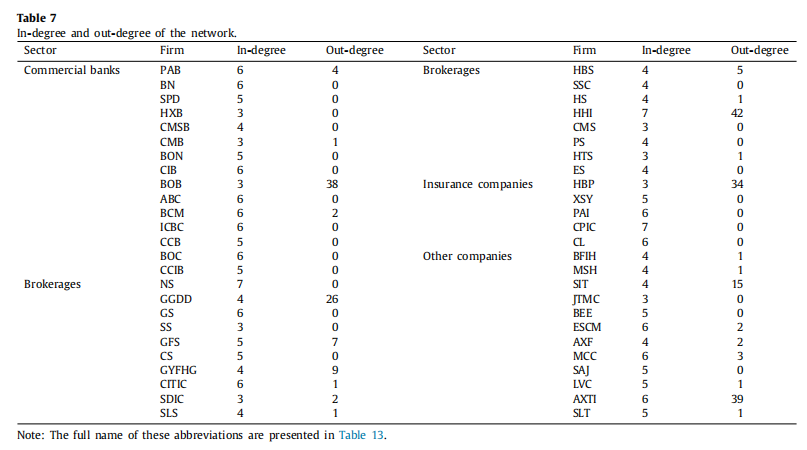 Table 7
In-degree and out-degree of the network.
Sector Firm In-degree Out-degree Sector Firm In-degree Out-degree
Commercial banks PAB 6 4 Brokerages HBS 4 5
BN 6 0 SSC 4 0
SPD 5 0 HS 4 1
HXB 3 0 HHI 7 42
CMSB 4 0 CMS 3 0
CMB 3 1 PS 4 0
BON 5 0 HTS 3 1
CIB 6 0 ES 4 0
BOB 3 38 Insurance companies HBP 3 34
ABC 6 0 XSY 5 0
BCM 6 2 PAI 6 0
ICBC 6 0 CPIC 7 0
CCB 5 0 CL 6 0
BOC 6 0 Other companies BFIH 4 1
CCIB 5 0 MSH 4 1
Brokerages NS 7 0 SIT 4 15
GGDD 4 26 JTMC 3 0
GS 6 0 BEE 5 0
SS 3 0 ESCM 6 2
GFS 5 7 AXF 4 2
CS 5 0 MCC 6 3
GYFHG 4 9 SAJ 5 0
CITIC 6 1 LVC 5 1
SDIC 3 2 AXTI 6 39
SLS 4 1 SLT 5 1
Note: The full name of these abbreviations are presented in Table 13.